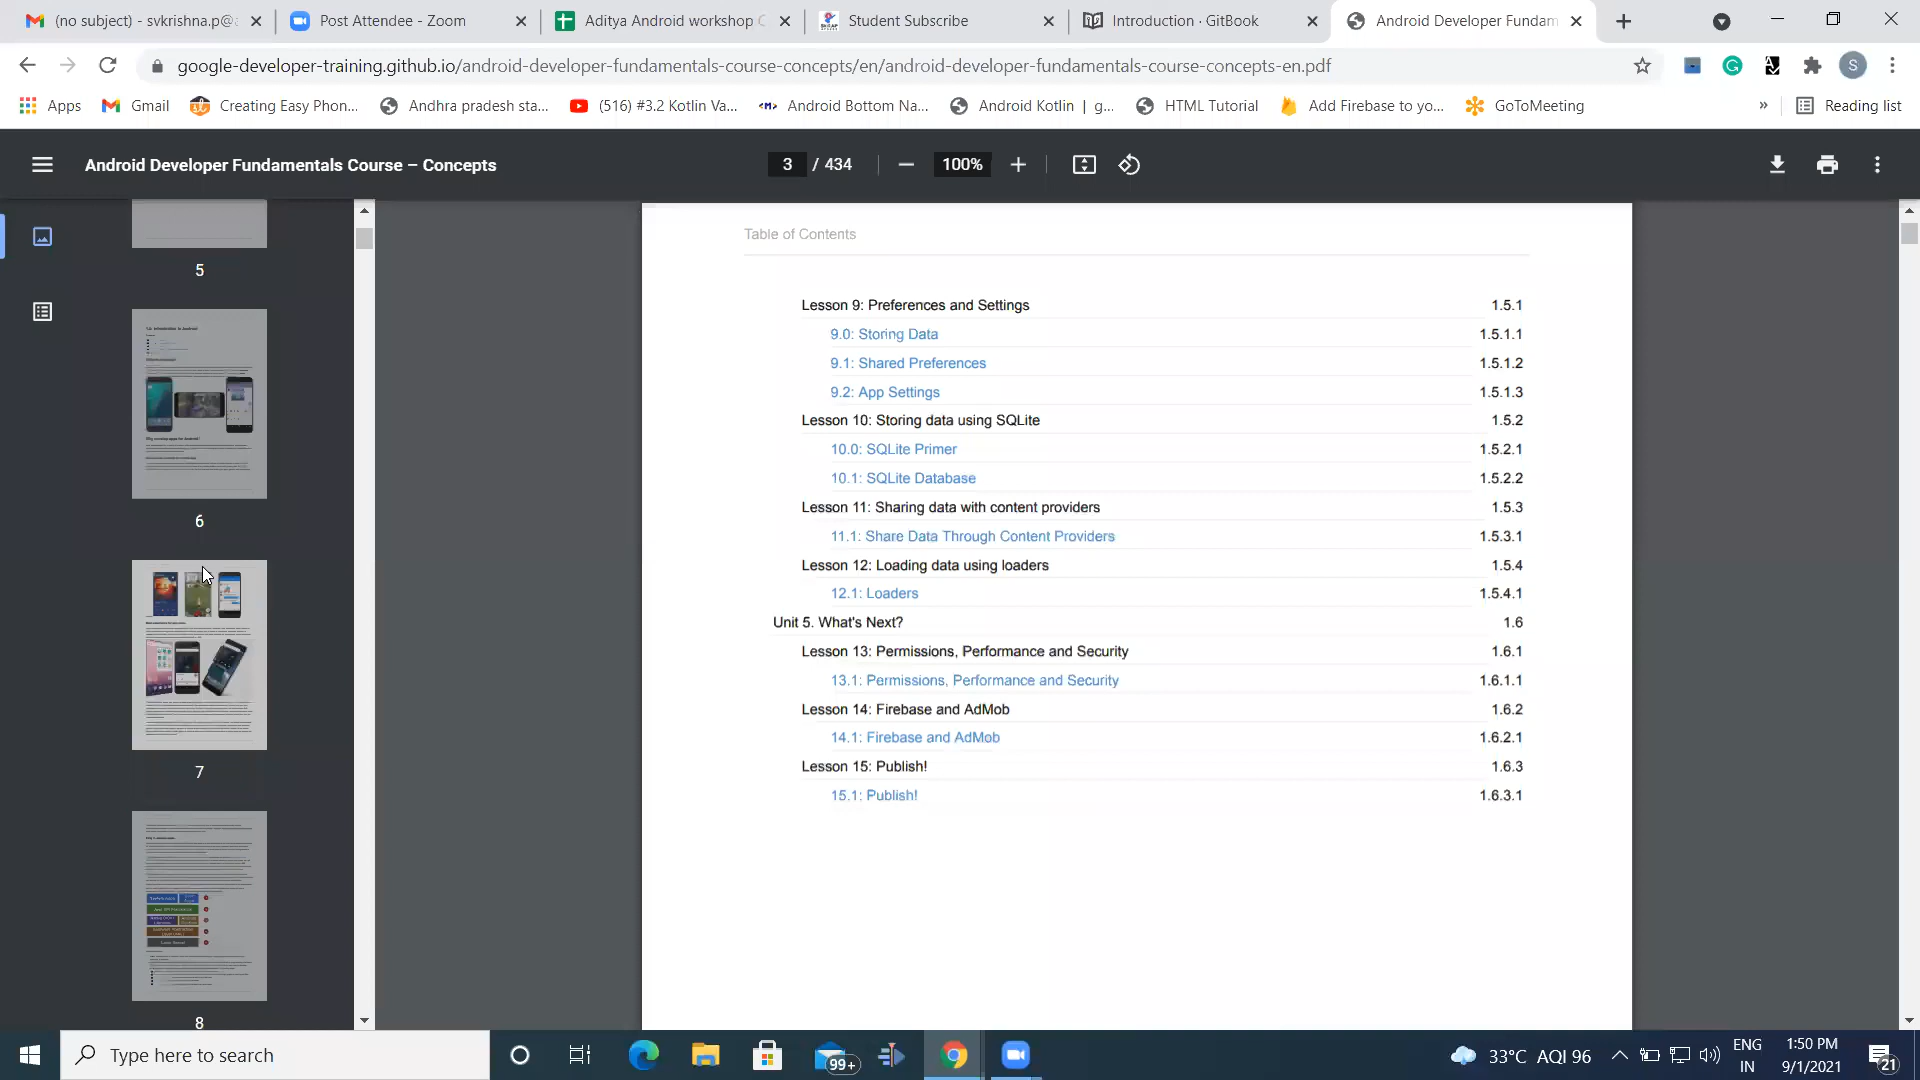 (no subject) - svkrishna.p@
Post Attendee - Zoom
Aditya Android workshop
Student Subscribe
Introduction · GitBook
Android Developer Fundam
google-developer-training.github.io/android-developer-fundamentals-course-concepts/en/android-developer-fundamentals-course-concepts-en.pdf
S
Apps
Gmail
Creating Easy Phon...
Andhra pradesh sta...
(516) #3.2 Kotlin Va...
Android Bottom Na...
Android Kotlin | g...
HTML Tutorial
Add Firebase to yo...
GoToMeeting
»
Reading list
Android Developer Fundamentals Course – Concepts
3 / 434
100%
5
6
7
8
Table of Contents
Lesson 9: Preferences and Settings 1.5.1
9.0: Storing Data 1.5.1.1
9.1: Shared Preferences 1.5.1.2
9.2: App Settings 1.5.1.3
Lesson 10: Storing data using SQLite 1.5.2
10.0: SQLite Primer 1.5.2.1
10.1: SQLite Database 1.5.2.2
Lesson 11: Sharing data with content providers 1.5.3
11.1: Share Data Through Content Providers 1.5.3.1
Lesson 12: Loading data using loaders 1.5.4
12.1: Loaders 1.5.4.1
Unit 5. What's Next? 1.6
Lesson 13: Permissions, Performance and Security 1.6.1
13.1: Permissions, Performance and Security 1.6.1.1
Lesson 14: Firebase and AdMob 1.6.2
14.1: Firebase and AdMob 1.6.2.1
Lesson 15: Publish! 1.6.3
15.1: Publish! 1.6.3.1
Type here to search
99+
33°C AQI 96
ENG
IN
1:50 PM
9/1/2021
21